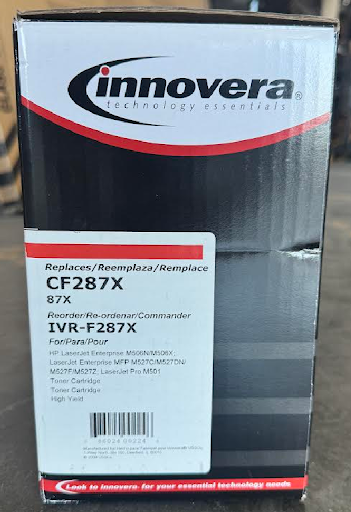 innovera®
technology essentials
Replaces/Reemplaza/Remplace
CF287X
87X
Reorder/Re-ordenar/Commander
IVR-F287X
For/Para/Pour
HP LaserJet Enterprise M506N/M506X;
LaserJet Enterprise MFP M527C/M527DN/
M527F/M527Z; LaserJet Pro M501
Toner Cartridge
Toner Cartridge
High Yield
Look to innovera® for your essential technology needs.